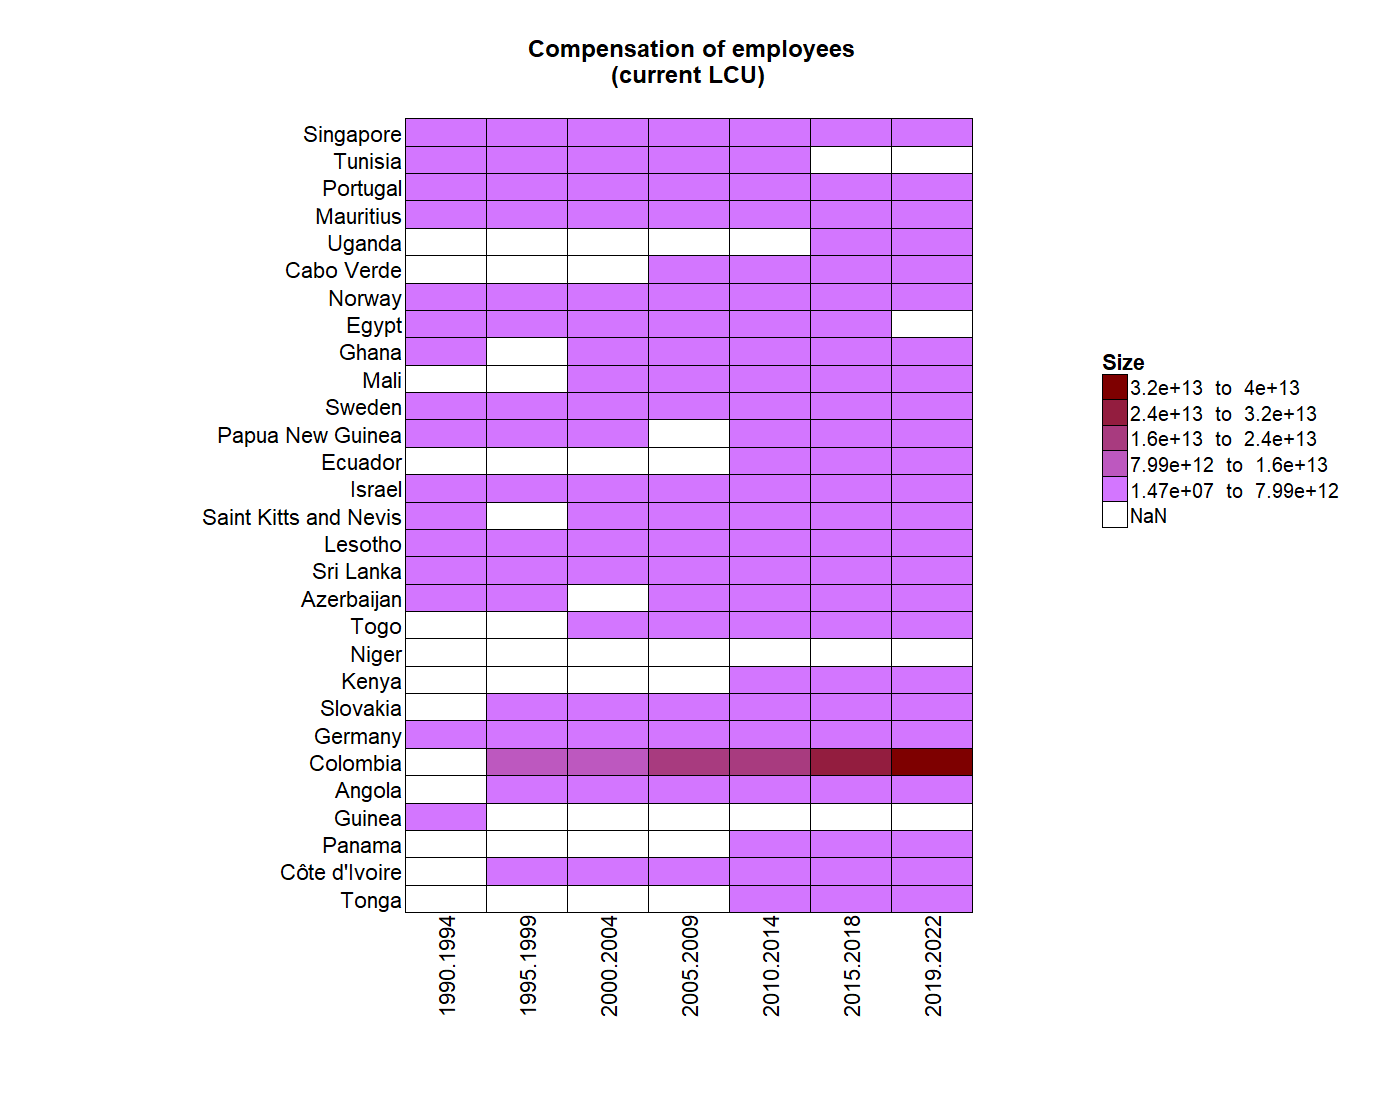 Compensation of employees
(current LCU)
Singapore
Tunisia
Portugal
Mauritius
Uganda
Cabo Verde
Norway
Egypt
Ghana
Mali
Sweden
Papua New Guinea
Ecuador
Israel
Saint Kitts and Nevis
Lesotho
Sri Lanka
Azerbaijan
Togo
Niger
Kenya
Slovakia
Germany
Colombia
Angola
Guinea
Panama
Côte d'Ivoire
Tonga
1990.1994
1995.1999
2000.2004
2005.2009
2010.2014
2015.2018
2019.2022
Size
3.2e+13 to 4e+13
2.4e+13 to 3.2e+13
1.6e+13 to 2.4e+13
7.99e+12 to 1.6e+13
1.47e+07 to 7.99e+12
NaN